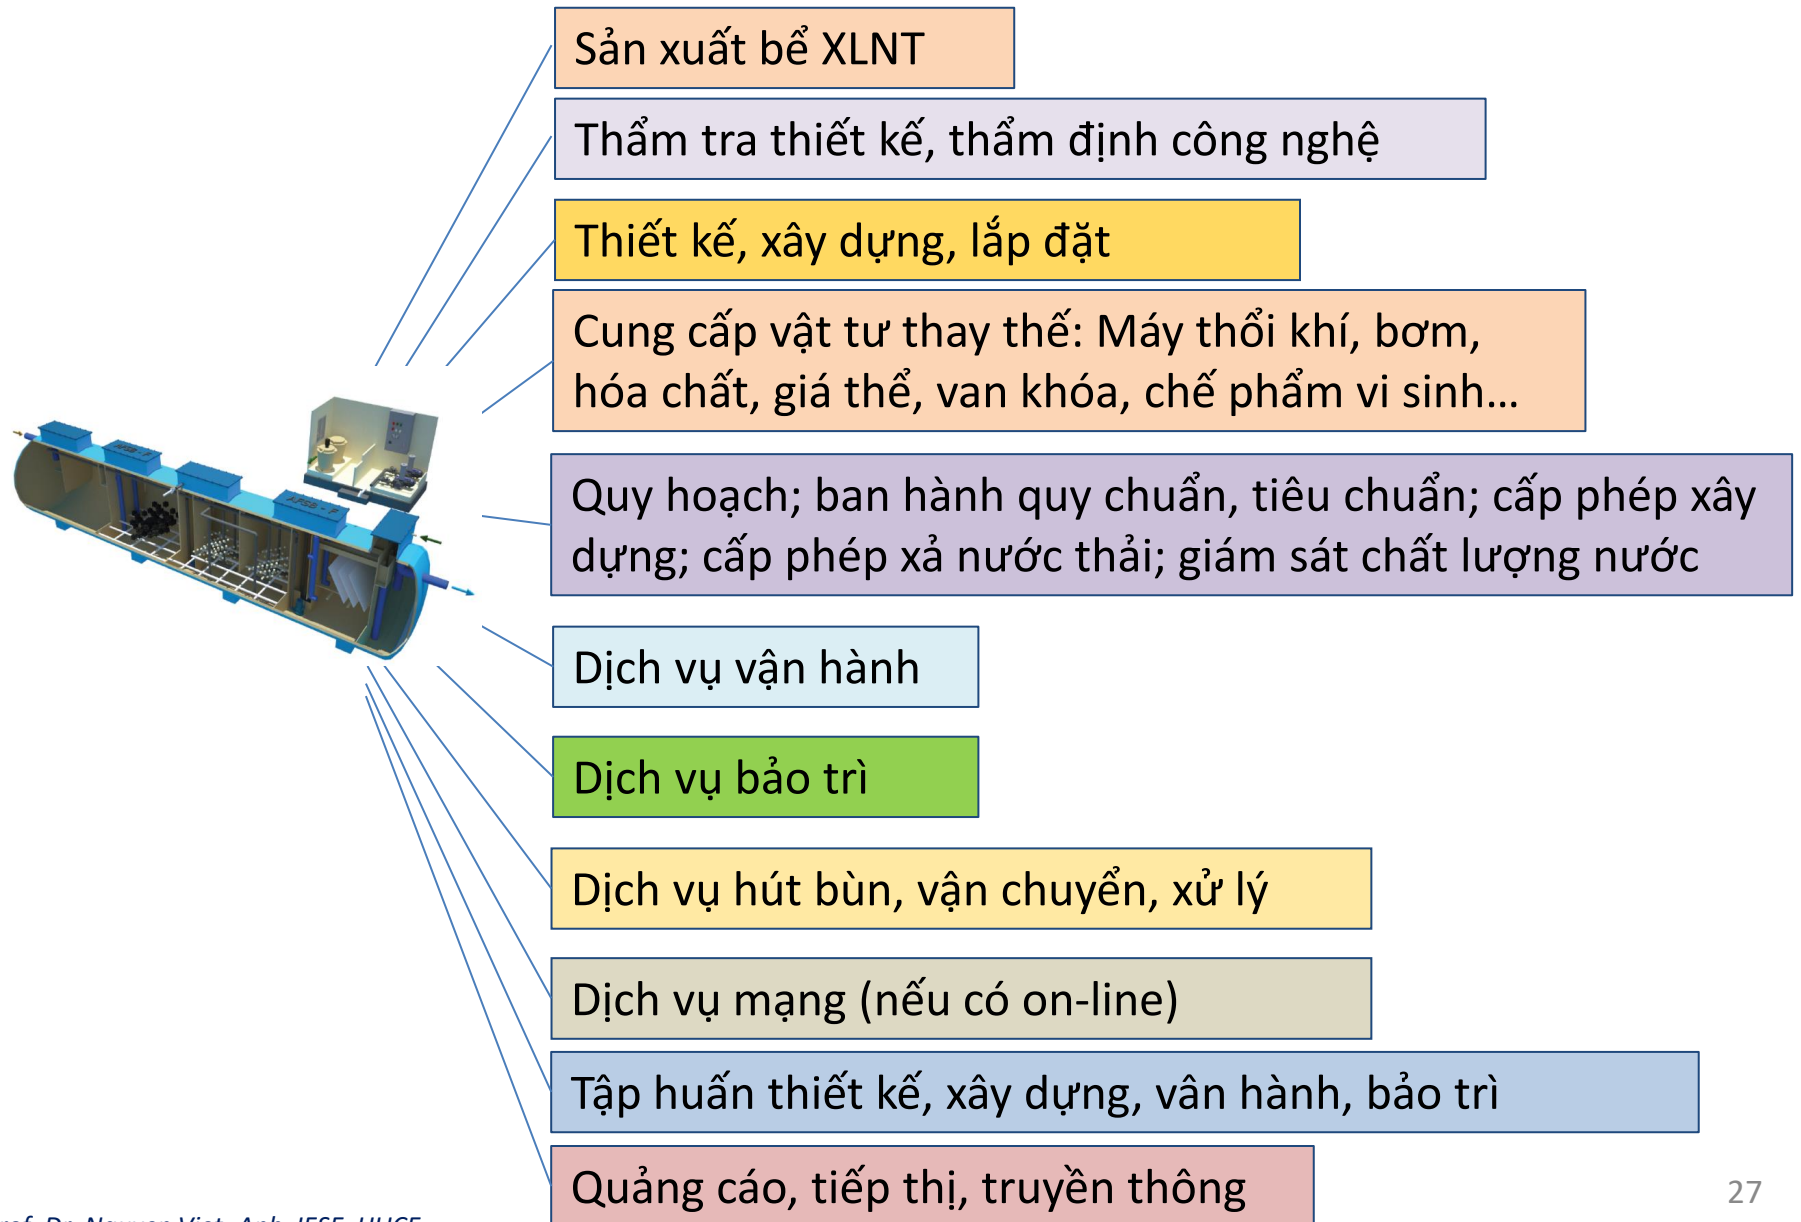 Sản xuất bể XLNT
Thẩm tra thiết kế, thẩm định công nghệ
Thiết kế, xây dựng, lắp đặt
Cung cấp vật tư thay thế: Máy thổi khí, bơm,
hóa chất, giá thể, van khóa, chế phẩm vi sinh...
Quy hoạch; ban hành quy chuẩn, tiêu chuẩn; cấp phép xây
dựng; cấp phép xả nước thải; giám sát chất lượng nước
Dịch vụ vận hành
Dịch vụ bảo trì
Dịch vụ hút bùn, vận chuyển, xử lý
Dịch vụ mạng (nếu có on-line)
Tập huấn thiết kế, xây dựng, vân hành, bảo trì
Quảng cáo, tiếp thị, truyền thông
27